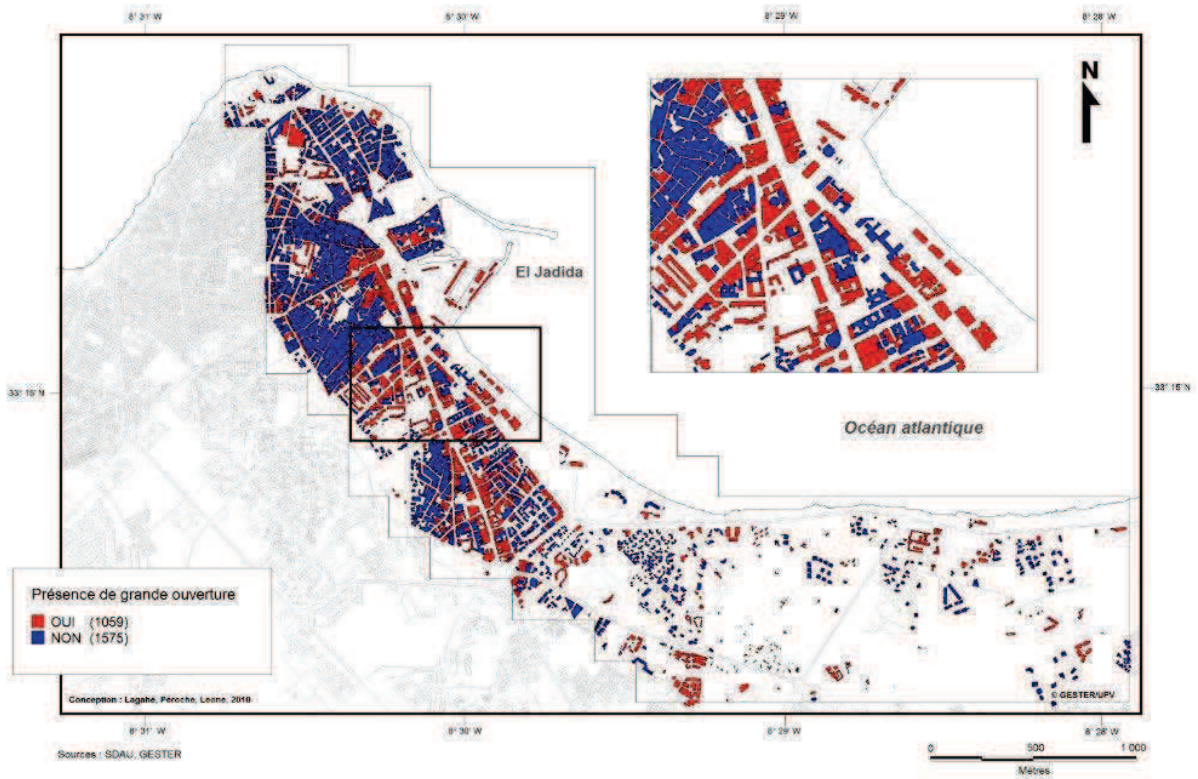 8° 31' W 8° 30' W 8° 29' W 8° 28' W
N
El Jadida
33° 15' N 33° 15' N
Océan atlantique
Présence de grande ouverture
OUI (1059)
NON (1575)
Conception : Lagahé, Péroche, Leone, 2010
© GESTER/UPV
8° 31' W 8° 30' W 8° 29' W 8° 28' W
Sources : SDAU, GESTER
0 500 1 000
Mètres